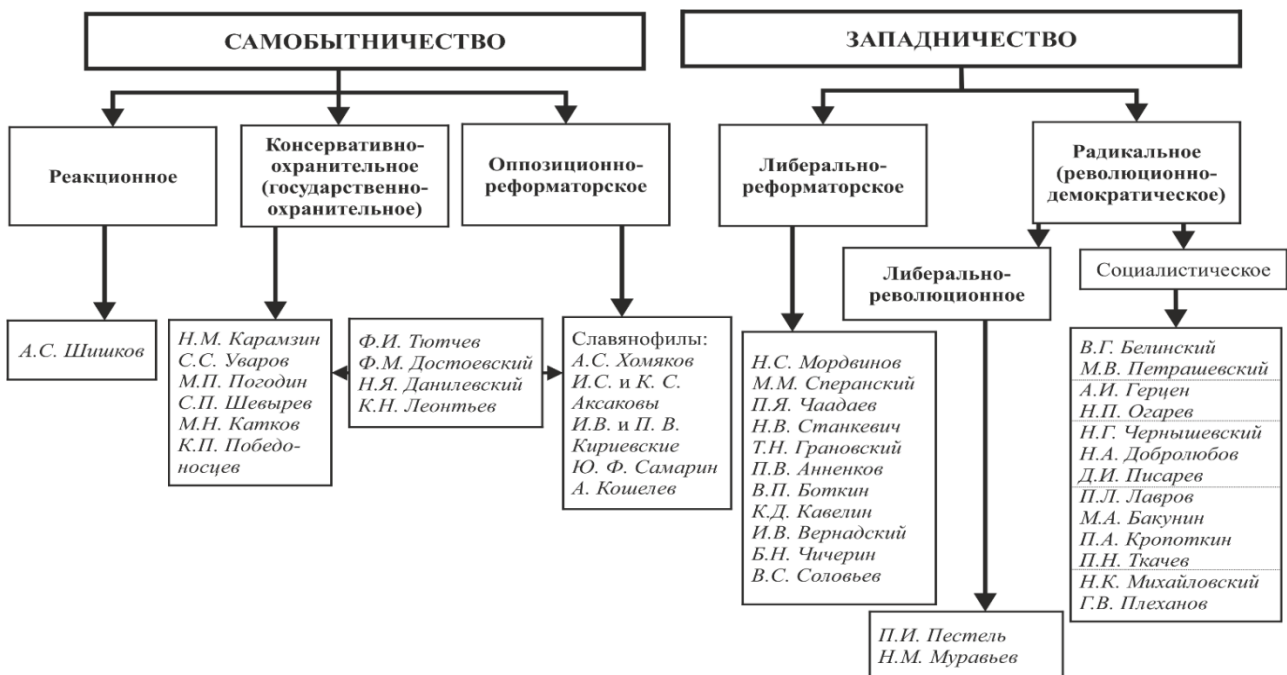 САМОБЫТНИЧЕСТВО
ЗАПАДНИЧЕСТВО
Реакционное
Консервативно-
охранительное
(государственно-
охранительное)
Оппозиционно-
реформаторское
Либерально-
реформаторское
Радикальное
(революционно-
демократическое)
Либерально-
революционное
Социалистическое
А.С. Шишков
Н.М. Карамзин
С.С. Уваров
М.П. Погодин
С.П. Шевырев
М.Н. Катков
К.П. Победо-
носцев
Ф.И. Тютчев
Ф.М. Достоевский
Н.Я. Данилевский
К.Н. Леонтьев
Славянофилы:
А.С. Хомяков
И.С. и К. С.
Аксаковы
И.В. и П. В.
Кириевские
Ю. Ф. Самарин
А. Кошелев
Н.С. Мордвинов
М.М. Сперанский
П.Я. Чаадаев
Н.В. Станкевич
Т.Н. Грановский
П.В. Анненков
В.П. Боткин
К.Д. Кавелин
И.В. Вернадский
Б.Н. Чичерин
В.С. Соловьев
П.И. Пестель
Н.М. Муравьев
В.Г. Белинский
М.В. Петрашевский
А.И. Герцен
Н.П. Огарев
Н.Г. Чернышевский
Н.А. Добролюбов
Д.И. Писарев
П.Л. Лавров
М.А. Бакунин
П.А. Кропоткин
П.Н. Ткачев
Н.К. Михайловский
Г.В. Плеханов